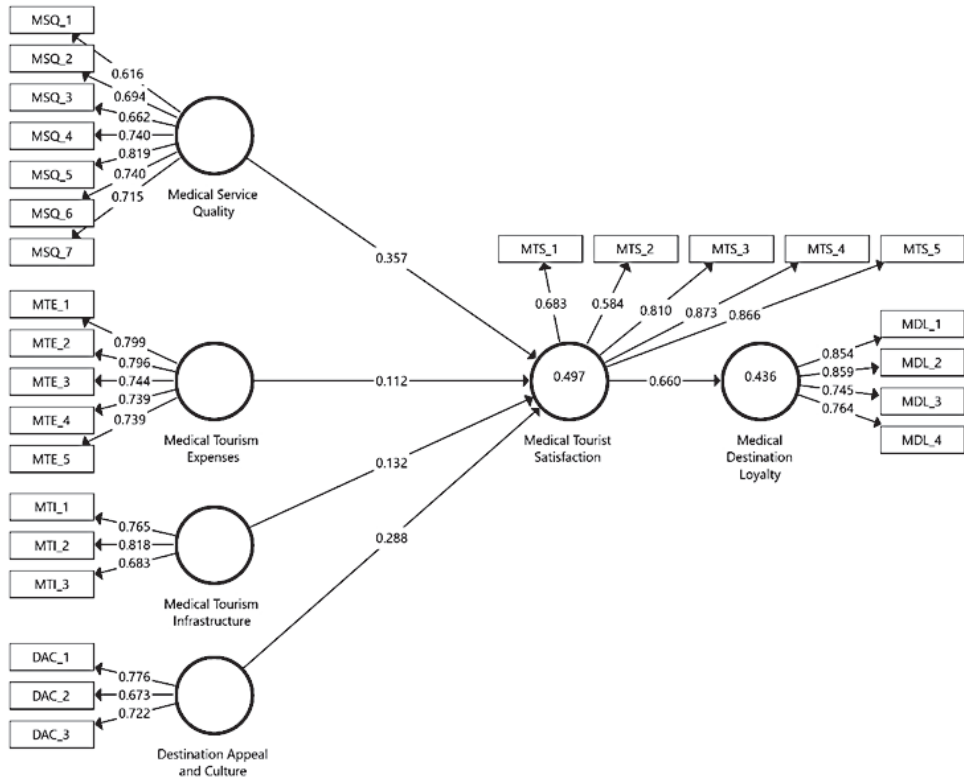 MSQ_1
MSQ_2
MSQ_3
MSQ_4
MSQ_5
MSQ_6
MSQ_7
0.616
0.694
0.662
0.740
0.819
0.740
0.715
Medical Service
Quality
0.357
MTE_1
MTE_2
MTE_3
MTE_4
MTE_5
0.799
0.796
0.744
0.739
0.739
Medical Tourism
Expenses
0.112
MTI_1
MTI_2
MTI_3
0.765
0.818
0.683
Medical Tourism
Infrastructure
0.132
DAC_1
DAC_2
DAC_3
0.776
0.673
0.722
Destination Appeal
and Culture
0.288
MTS_1
MTS_2
MTS_3
MTS_4
MTS_5
0.683
0.584
0.810
0.873
0.866
0.497
Medical Tourist
Satisfaction
0.660
0.436
Medical
Destination
Loyalty
0.854
0.859
0.745
0.764
MDL_1
MDL_2
MDL_3
MDL_4